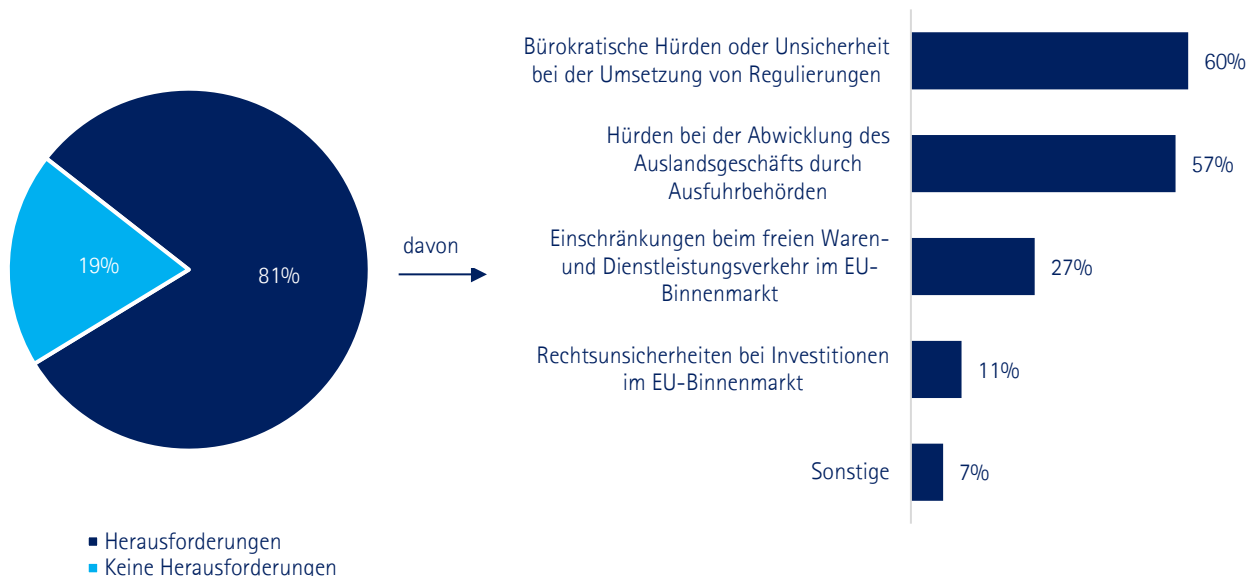 Bürokratische Hürden oder Unsicherheit
bei der Umsetzung von Regulierungen
60%
Hürden bei der Abwicklung des
Auslandsgeschäfts durch
Ausfuhrbehörden
57%
19%
81%
davon
Einschränkungen beim freien Waren-
und Dienstleistungsverkehr im EU-
Binnenmarkt
27%
Rechtsunsicherheiten bei Investitionen
im EU-Binnenmarkt
11%
Sonstige
7%
Herausforderungen
Keine Herausforderungen